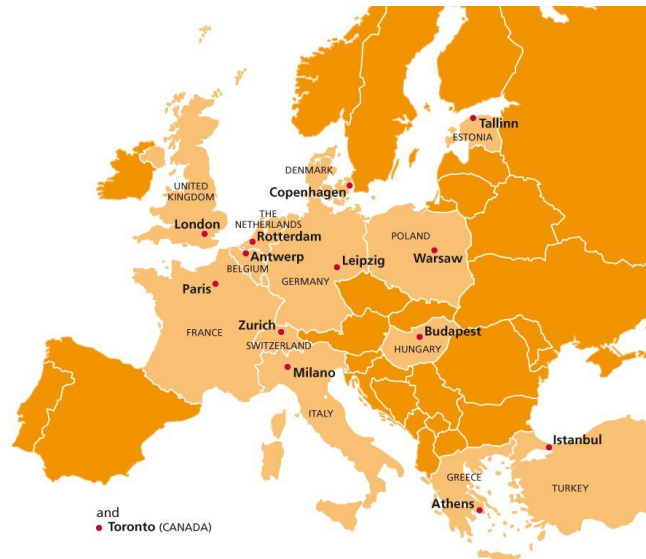 Tallinn
ESTONIA
DENMARK
Copenhagen
UNITED
KINGDOM
London
THE
NETHERLANDS
Rotterdam
Antwerp
BELGIUM
POLAND
Warsaw
Leipzig
GERMANY
Paris
FRANCE
Zurich
SWITZERLAND
Budapest
HUNGARY
Milano
ITALY
Istanbul
TURKEY
GREECE
Athens
and
Toronto (CANADA)